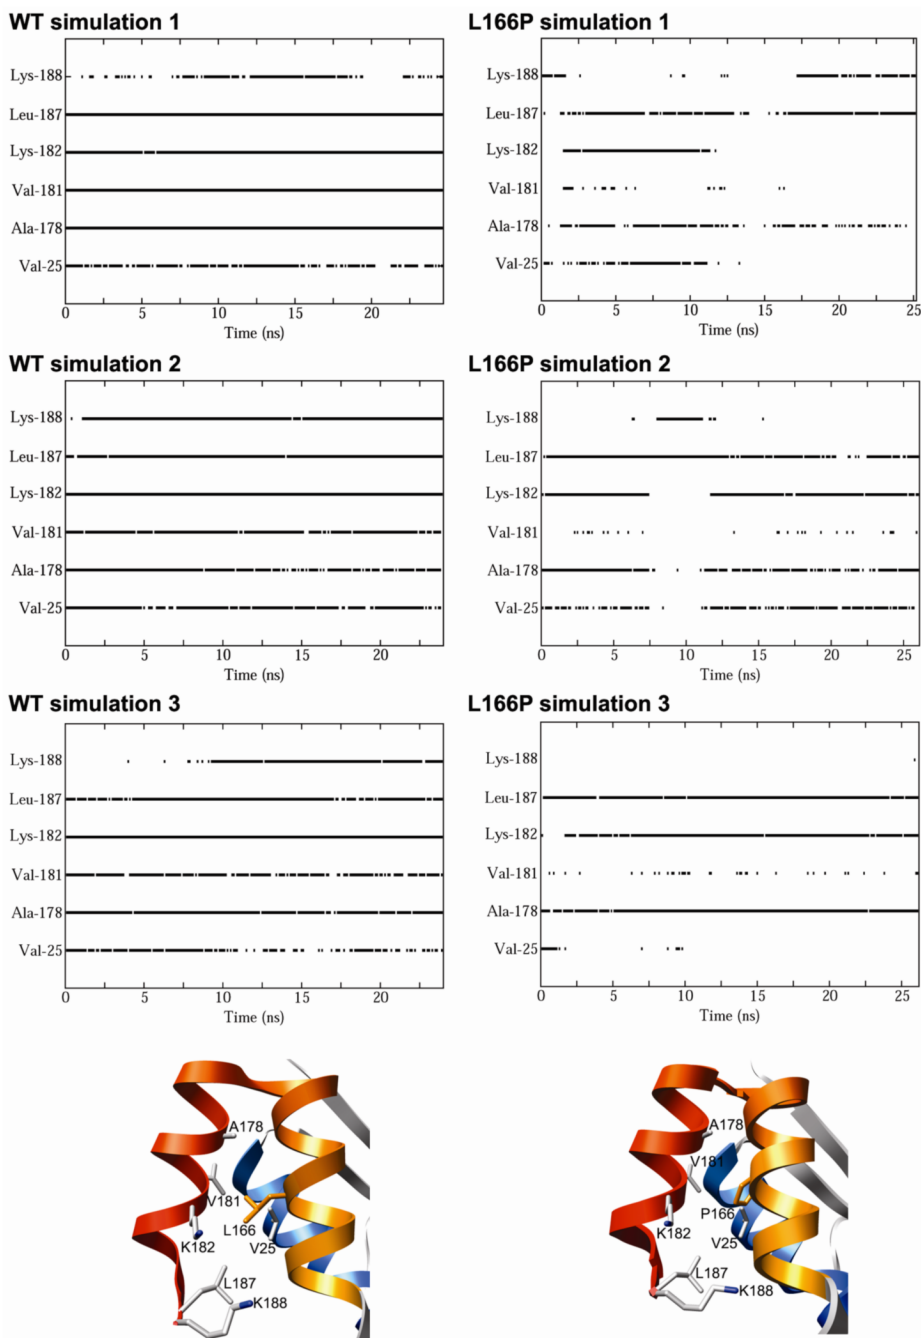 WT simulation 1
Lys-188
Leu-187
Lys-182
Val-181
Ala-178
Val-25
0 5 10 15 20
Time (ns)
L166P simulation 1
Lys-188
Leu-187
Lys-182
Val-181
Ala-178
Val-25
0 5 10 15 20 25
Time (ns)
WT simulation 2
Lys-188
Leu-187
Lys-182
Val-181
Ala-178
Val-25
0 5 10 15 20
Time (ns)
L166P simulation 2
Lys-188
Leu-187
Lys-182
Val-181
Ala-178
Val-25
0 5 10 15 20 25
Time (ns)
WT simulation 3
Lys-188
Leu-187
Lys-182
Val-181
Ala-178
Val-25
0 5 10 15 20
Time (ns)
L166P simulation 3
Lys-188
Leu-187
Lys-182
Val-181
Ala-178
Val-25
0 5 10 15 20 25
Time (ns)
A178
V181
L166
K182
V25
L187
K188
A178
V181
P166
K182
V25
L187
K188